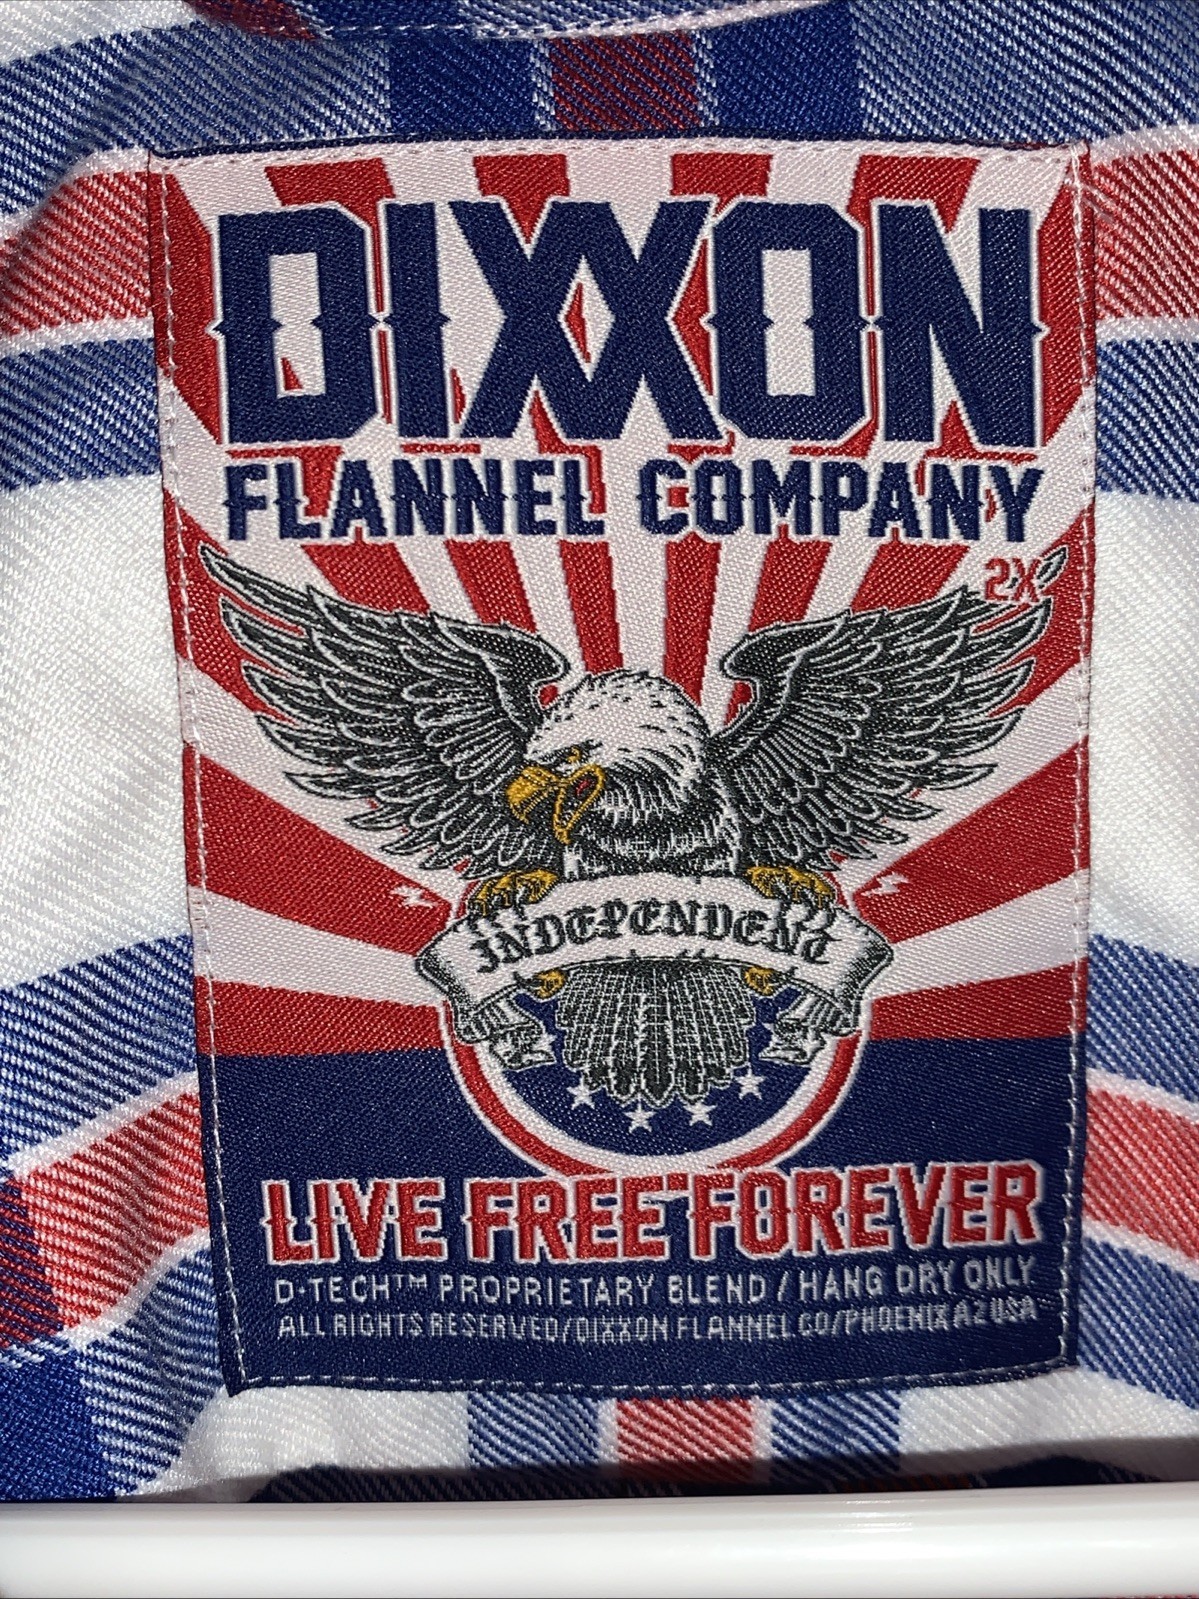 DIXXON
FLANNEL COMPANY
2X
INDEPENDENT
LIVE FREE FOREVER
D-TECH™ PROPRIETARY BLEND / HANG DRY ONLY
ALL RIGHTS RESERVED/DIXXON FLANNEL CO/PHOENIX AZ USA